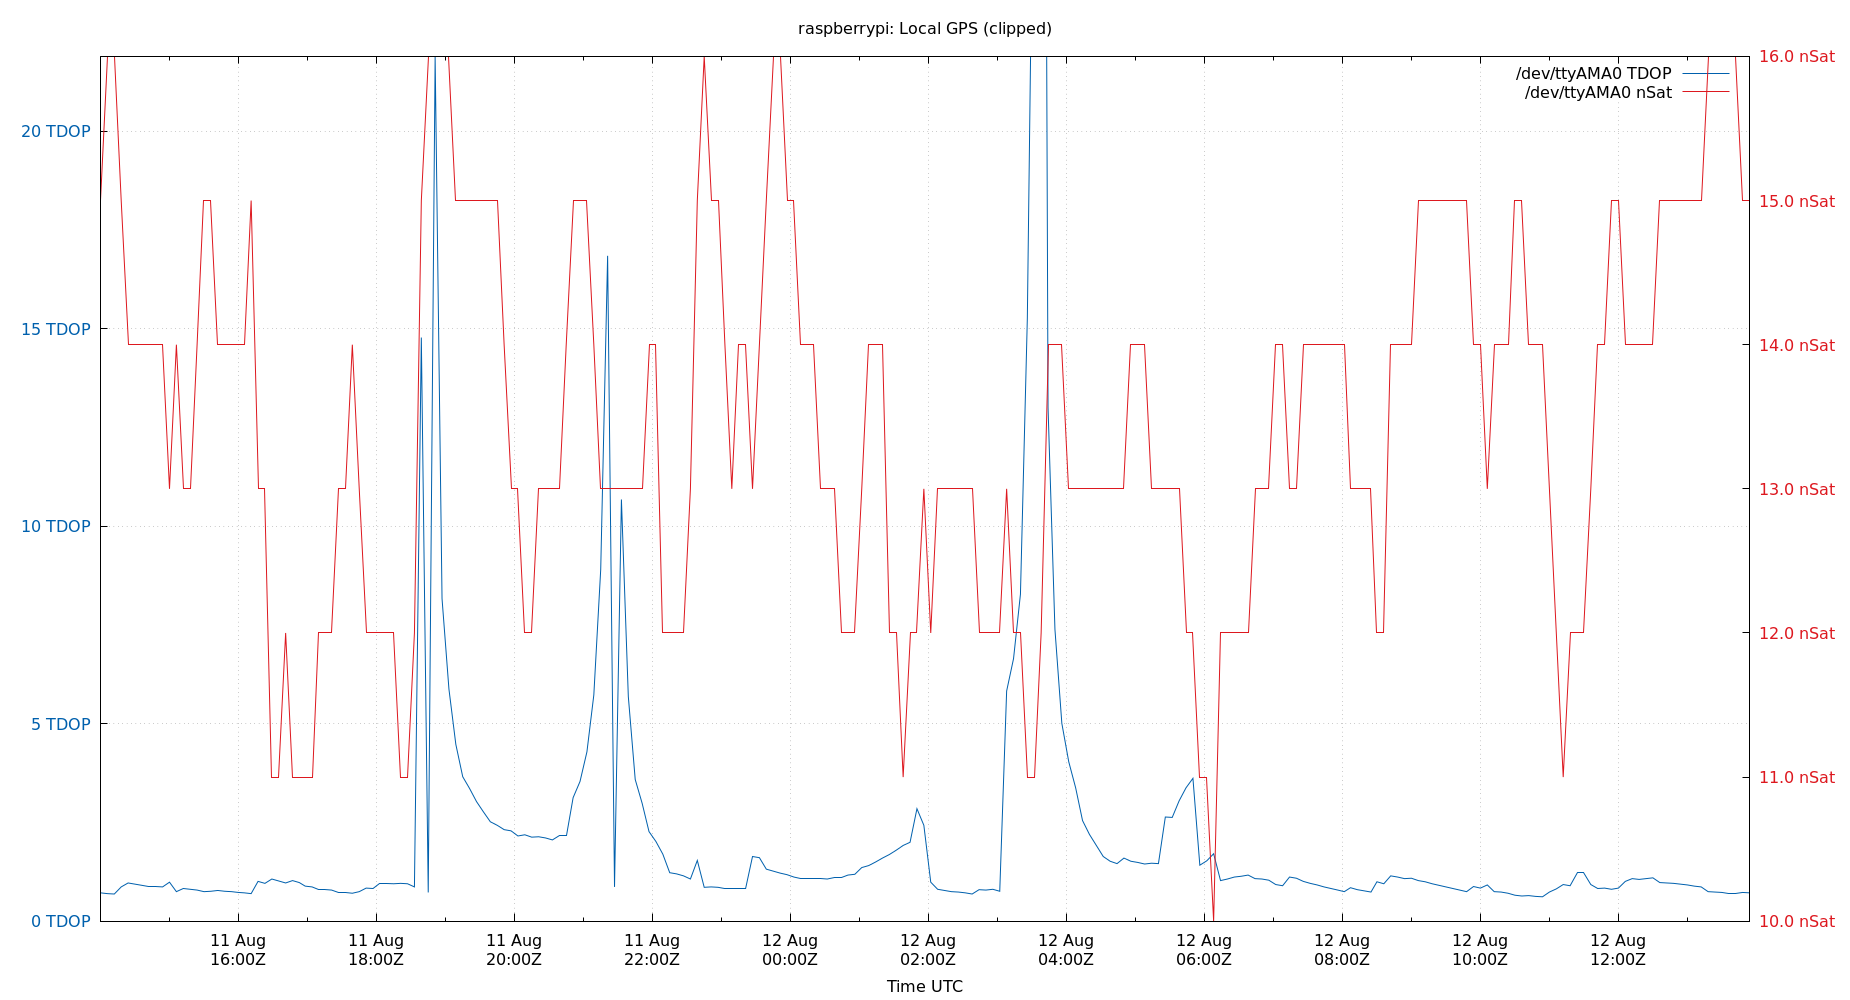 raspberrypi: Local GPS (clipped)
16.0 nSat
/dev/ttyAMA0 TDOP
/dev/ttyAMA0 nSat
20 TDOP
15.0 nSat
15 TDOP
14.0 nSat
13.0 nSat
10 TDOP
12.0 nSat
5 TDOP
11.0 nSat
0 TDOP
10.0 nSat
11 Aug 11 Aug 11 Aug 11 Aug 12 Aug 12 Aug 12 Aug 12 Aug 12 Aug 12 Aug 12 Aug
16:00Z 18:00Z 20:00Z 22:00Z 00:00Z 02:00Z 04:00Z 06:00Z 08:00Z 10:00Z 12:00Z
Time UTC